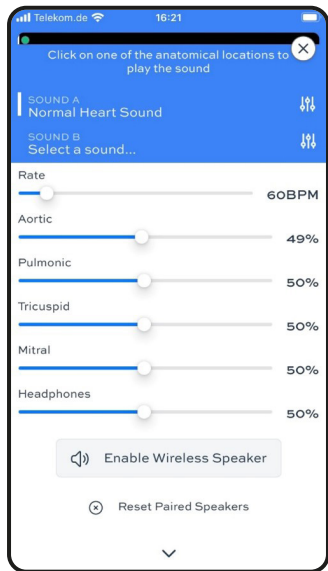 Telekom.de 16:21
Click on one of the anatomical locations to
play the sound
SOUND A
Normal Heart Sound
SOUND B
Select a sound...
Rate
60BPM
Aortic
49%
Pulmonic
50%
Tricuspid
50%
Mitral
50%
Headphones
50%
Enable Wireless Speaker
Reset Paired Speakers